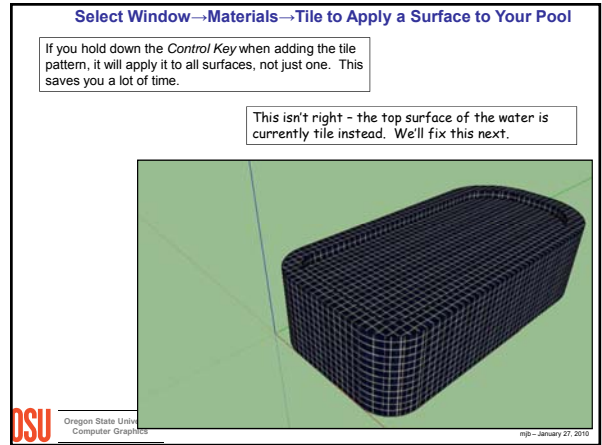 Select Window→Materials→Tile to Apply a Surface to Your Pool
If you hold down the Control Key when adding the tile
pattern, it will apply it to all surfaces, not just one. This
saves you a lot of time.
This isn't right – the top surface of the water is
currently tile instead. We'll fix this next.
OSU
Oregon State Unive
Computer Graphics
mjb – January 27, 2010